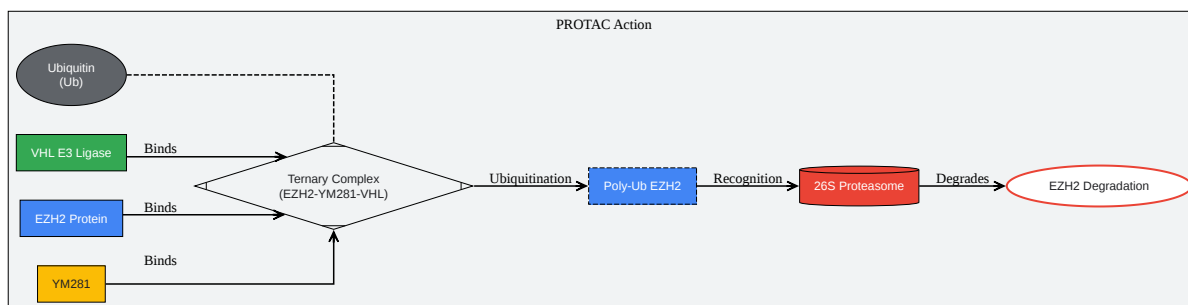 PROTAC Action
Ubiquitin
(Ub)
VHL E3 Ligase
Binds
EZH2 Protein
Binds
YM281
Binds
Ternary Complex
(EZH2-YM281-VHL)
Ubiquitination
Poly-Ub EZH2
Recognition
26S Proteasome
Degrades
EZH2 Degradation